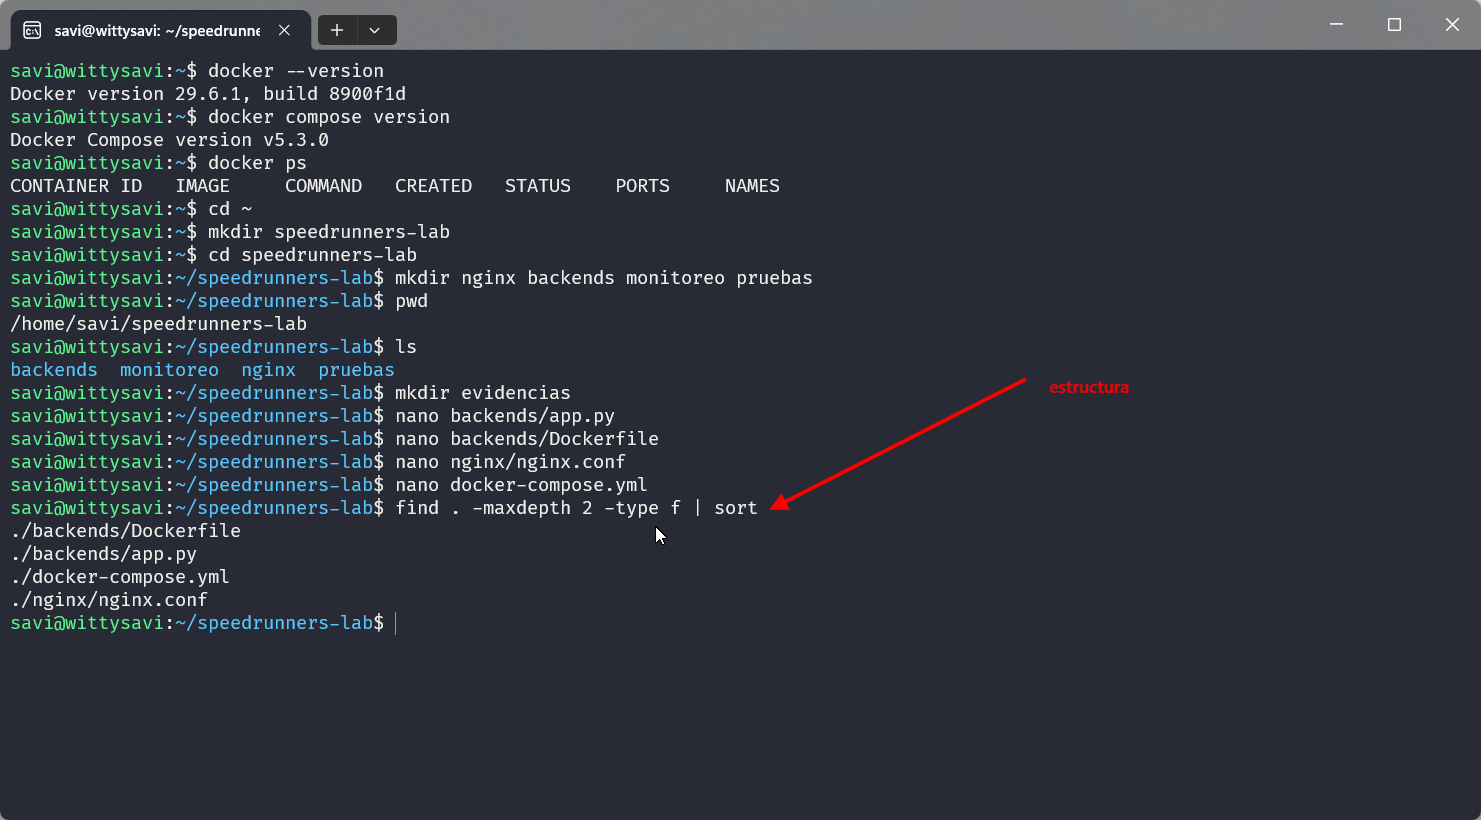 savi@wittysavi: ~/speedrunne
savi@wittysavi:~$ docker --version
Docker version 29.6.1, build 8900f1d
savi@wittysavi:~$ docker compose version
Docker Compose version v5.3.0
savi@wittysavi:~$ docker ps
CONTAINER ID   IMAGE     COMMAND   CREATED   STATUS    PORTS     NAMES
savi@wittysavi:~$ cd ~
savi@wittysavi:~$ mkdir speedrunners-lab
savi@wittysavi:~$ cd speedrunners-lab
savi@wittysavi:~/speedrunners-lab$ mkdir nginx backends monitoreo pruebas
savi@wittysavi:~/speedrunners-lab$ pwd
/home/savi/speedrunners-lab
savi@wittysavi:~/speedrunners-lab$ ls
backends  monitoreo  nginx  pruebas
savi@wittysavi:~/speedrunners-lab$ mkdir evidencias
estructura
savi@wittysavi:~/speedrunners-lab$ nano backends/app.py
savi@wittysavi:~/speedrunners-lab$ nano backends/Dockerfile
savi@wittysavi:~/speedrunners-lab$ nano nginx/nginx.conf
savi@wittysavi:~/speedrunners-lab$ nano docker-compose.yml
savi@wittysavi:~/speedrunners-lab$ find . -maxdepth 2 -type f | sort
./backends/Dockerfile
./backends/app.py
./docker-compose.yml
./nginx/nginx.conf
savi@wittysavi:~/speedrunners-lab$